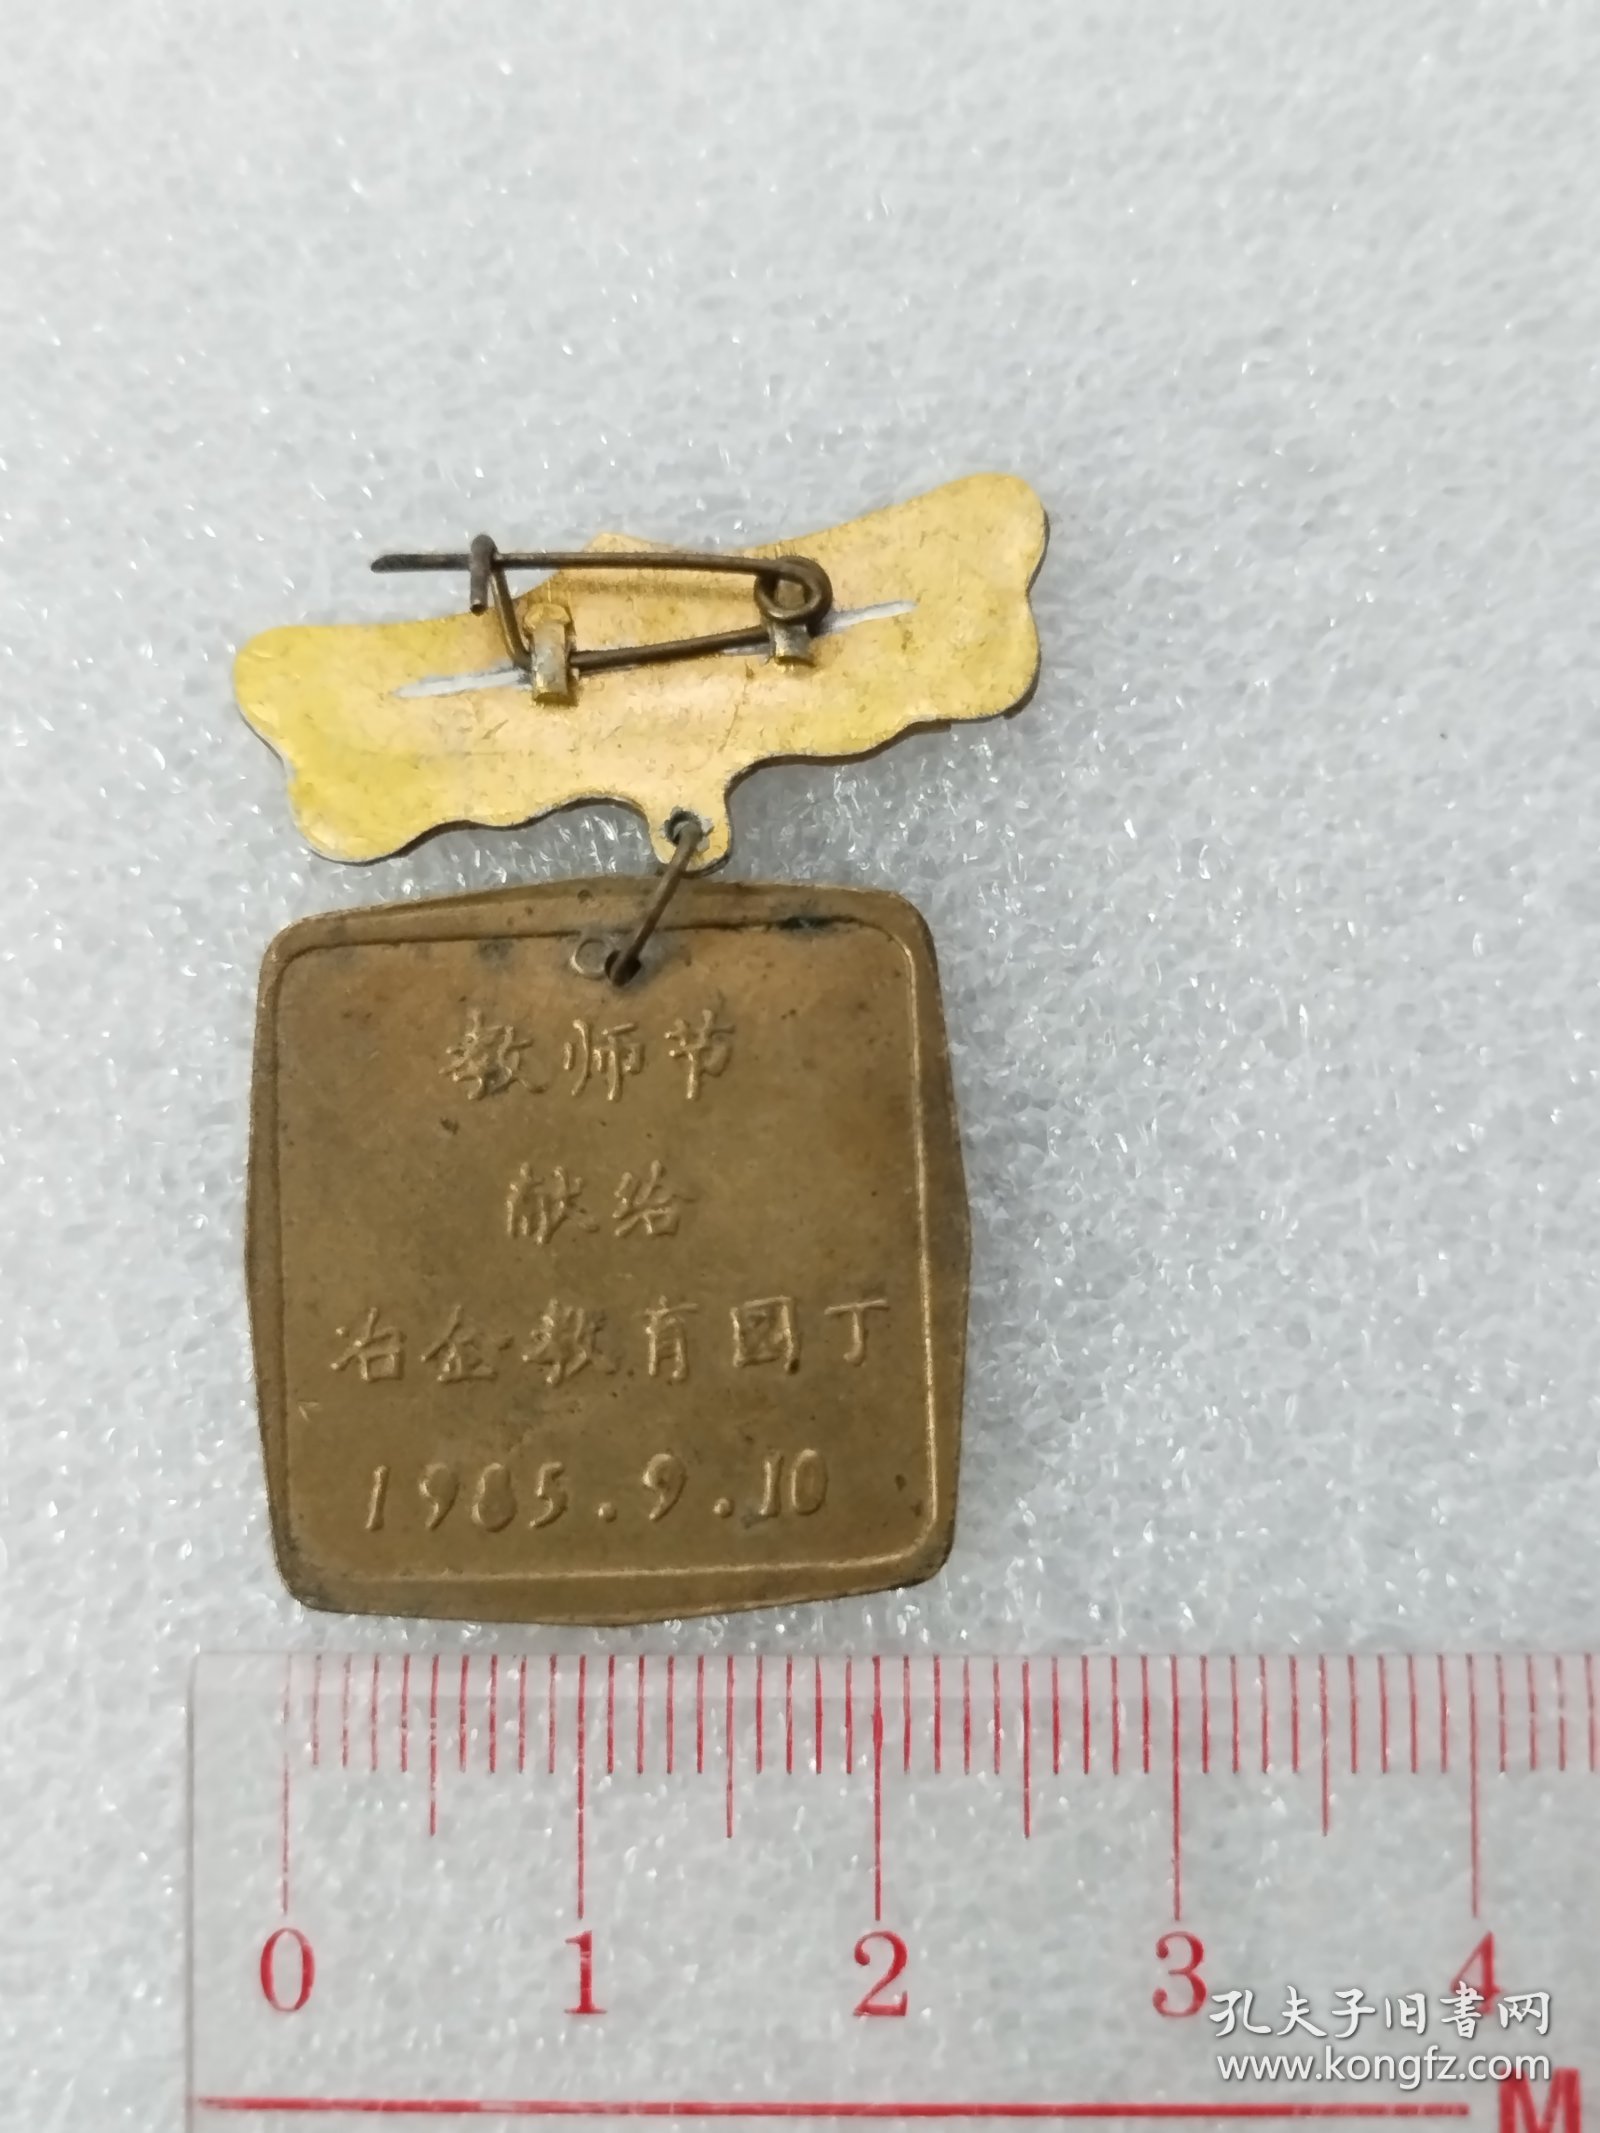 教师节
献给
冶金教育园丁
1985.9.10
0 1 2 3 4
孔夫子旧書网
www.kongfz.com
M